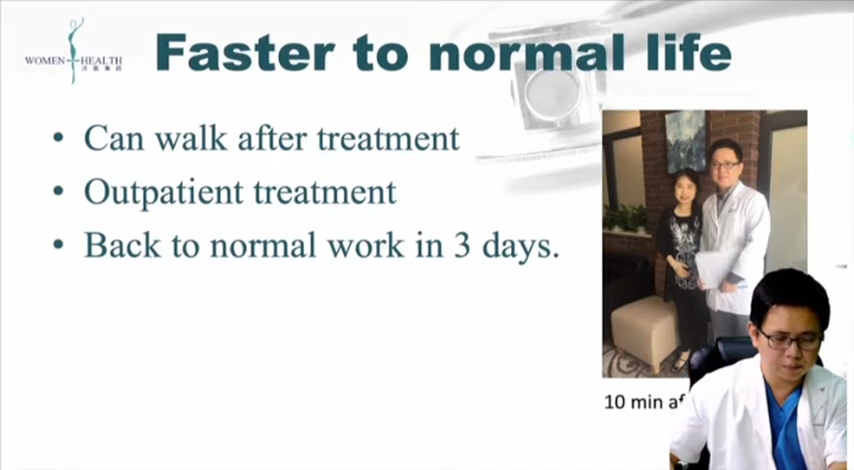 WOMEN HEALTH
Faster to normal life
• Can walk after treatment
• Outpatient treatment
• Back to normal work in 3 days.
10 min